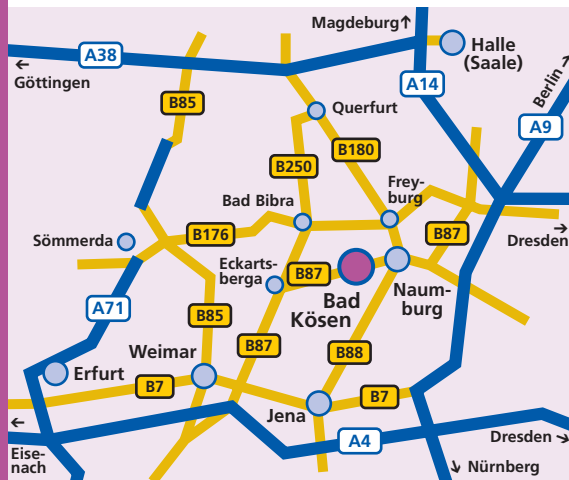 Magdeburg↑
A38
Halle
(Saale)
←
Göttingen
A14
Berlin ↑
B85
Querfurt
A9
B180
B250
Frey-
burg
Bad Bibra
B176
B87
Sömmerda
→
Dresden
Eckarts-
berga
B87
Bad
Kösen
Naum-
burg
A71
B85
B87
B88
Weimar
Erfurt
B7
B7
Jena
←
Eise-
nach
A4
Dresden→
↓ Nürnberg